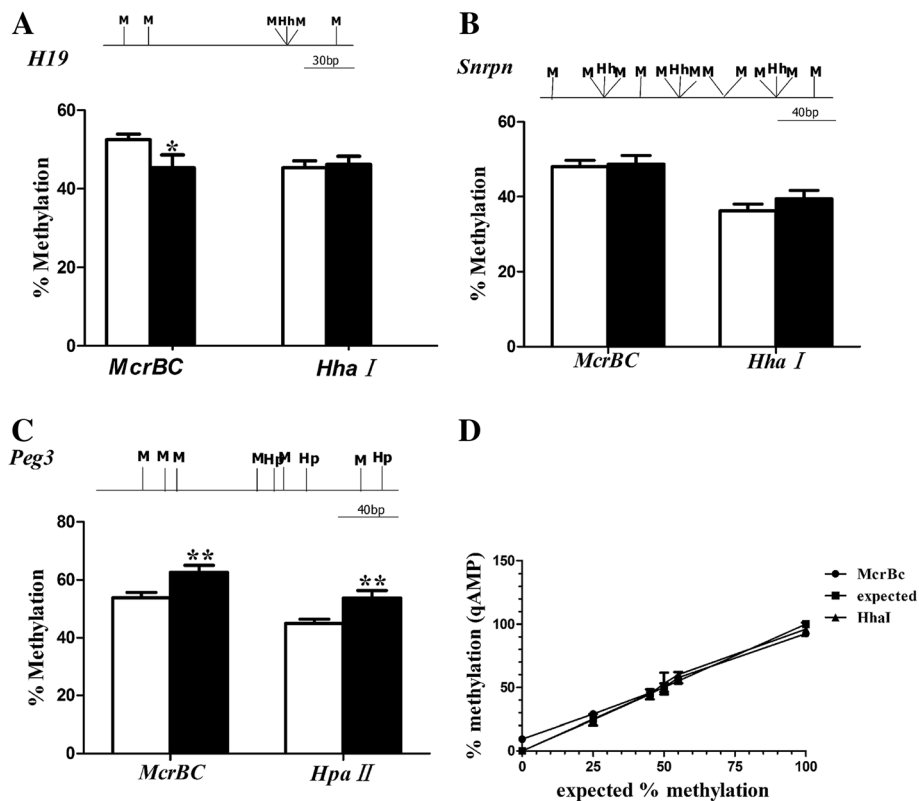 A
M M M Hh M M
H19
30bp
60
40
20
0
% Methylation
*
McrBC Hha I
B
Snrpn
M M Hh M M M Hh M M M M Hh M M
40bp
60
40
20
0
% Methylation
McrBC Hha I
C
Peg3
M M M M Hp M Hp M Hp
40bp
80
60
40
20
0
% Methylation
** **
McrBC Hpa II
D
150
100
50
0
% methylation (qAMP)
McrBc
expected
HhaI
0 25 50 75 100
expected % methylation